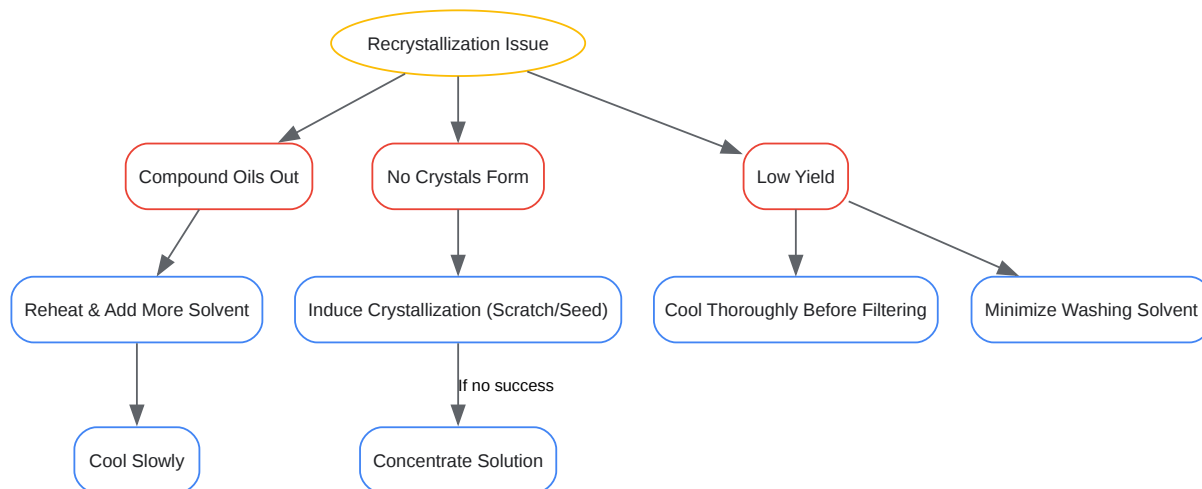 Recrystallization Issue
Compound Oils Out
No Crystals Form
Low Yield
Reheat & Add More Solvent
Induce Crystallization (Scratch/Seed)
Cool Thoroughly Before Filtering
Minimize Washing Solvent
If no success
Cool Slowly
Concentrate Solution